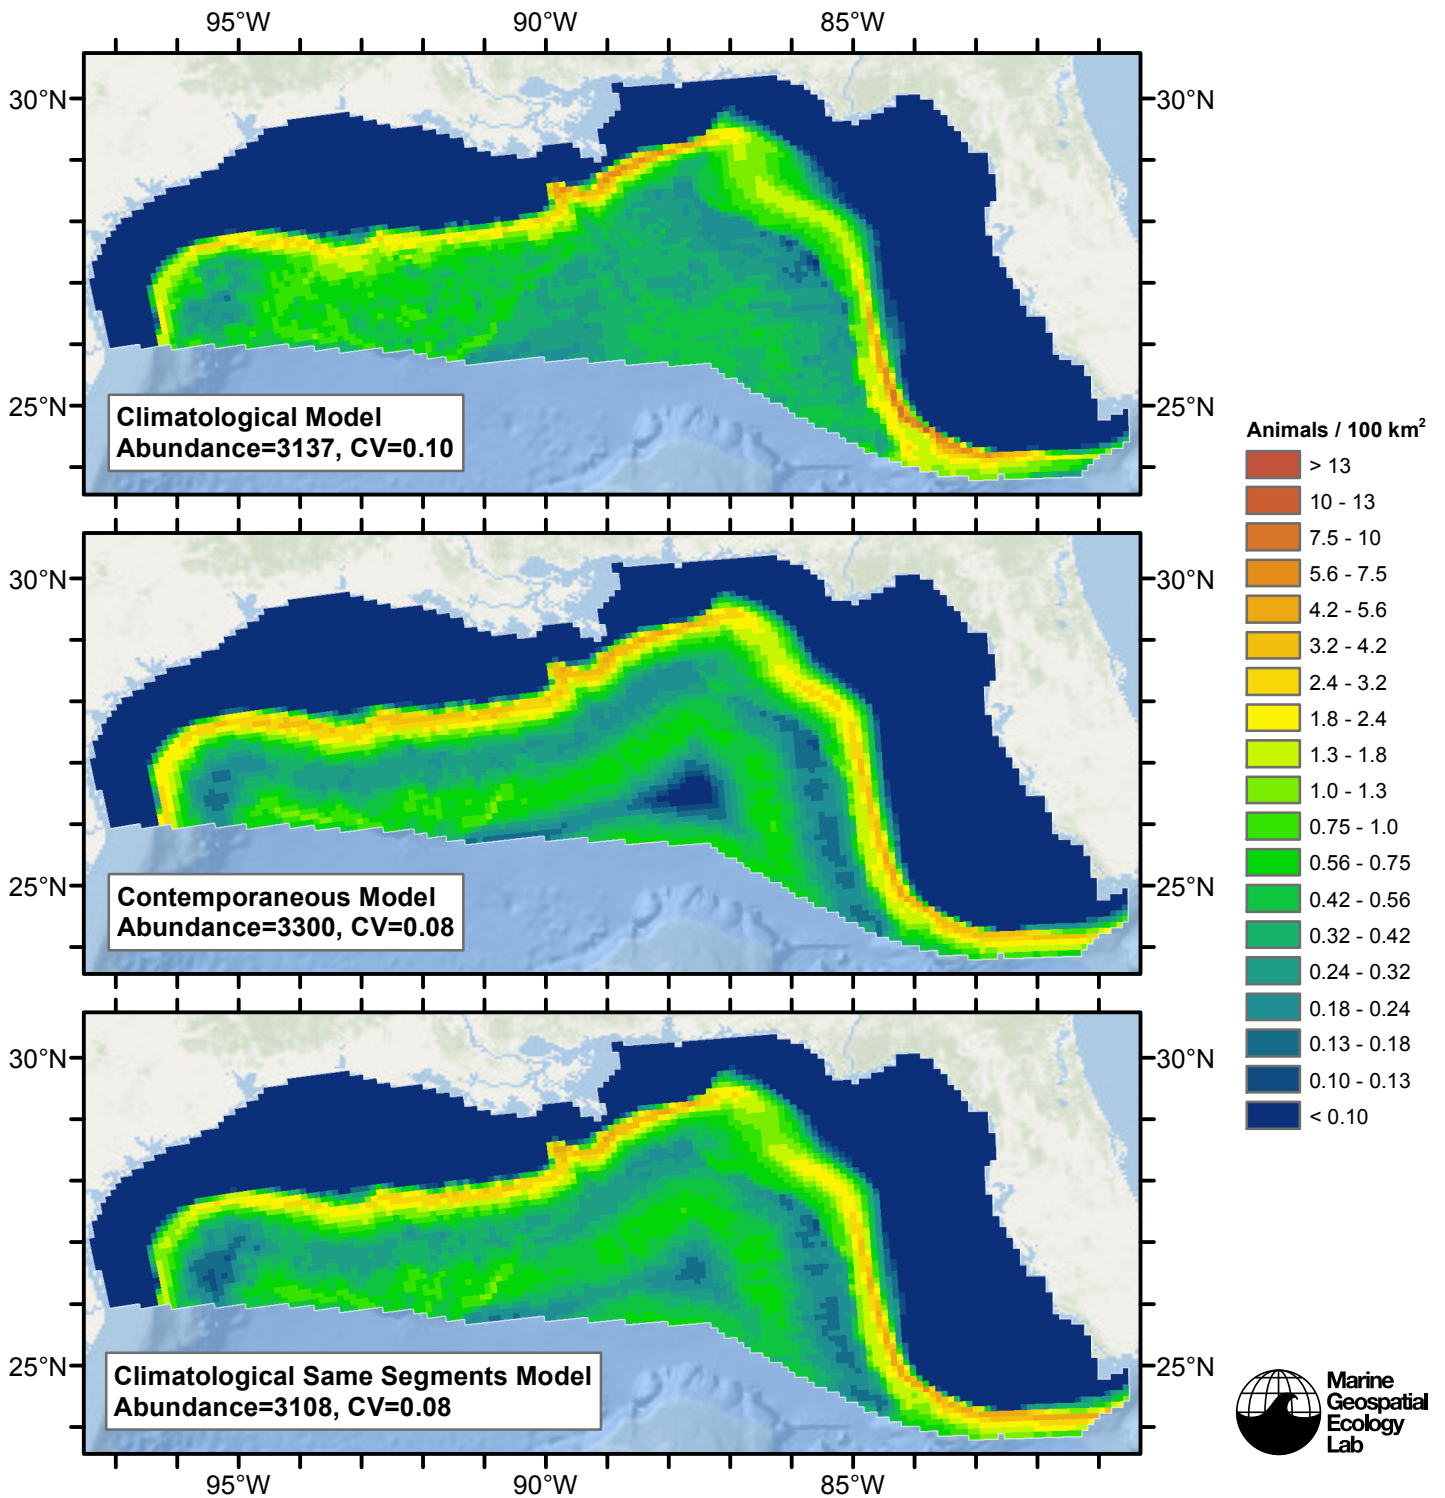 95°W 90°W 85°W
30°N 30°N
25°N 25°N
Climatological Model
Abundance=3137, CV=0.10
30°N 30°N
25°N 25°N
Contemporaneous Model
Abundance=3300, CV=0.08
30°N 30°N
25°N 25°N
Climatological Same Segments Model
Abundance=3108, CV=0.08
95°W 90°W 85°W
Animals / 100 km²
> 13
10 - 13
7.5 - 10
5.6 - 7.5
4.2 - 5.6
3.2 - 4.2
2.4 - 3.2
1.8 - 2.4
1.3 - 1.8
1.0 - 1.3
0.75 - 1.0
0.56 - 0.75
0.42 - 0.56
0.32 - 0.42
0.24 - 0.32
0.18 - 0.24
0.13 - 0.18
0.10 - 0.13
< 0.10
Marine
Geospatial
Ecology
Lab